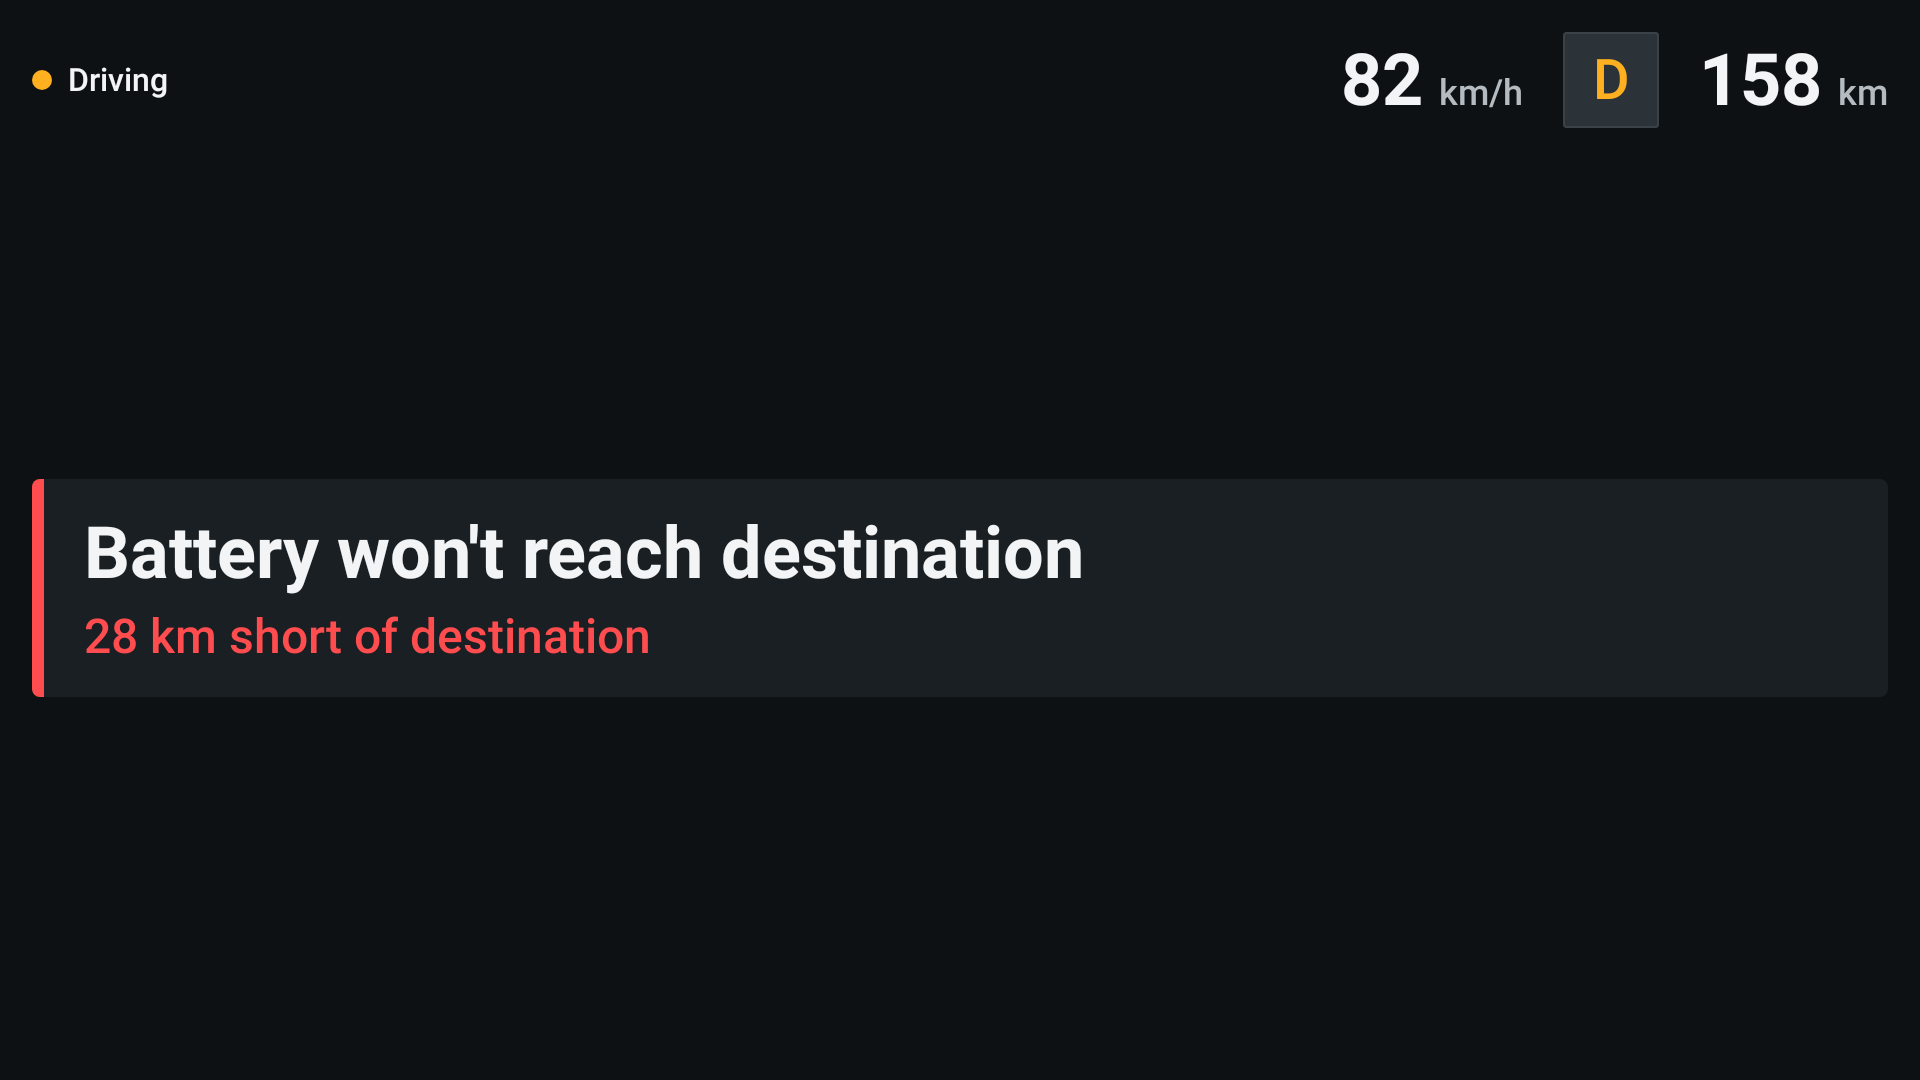 Driving
82 km/h D 158 km
Battery won't reach destination
28 km short of destination